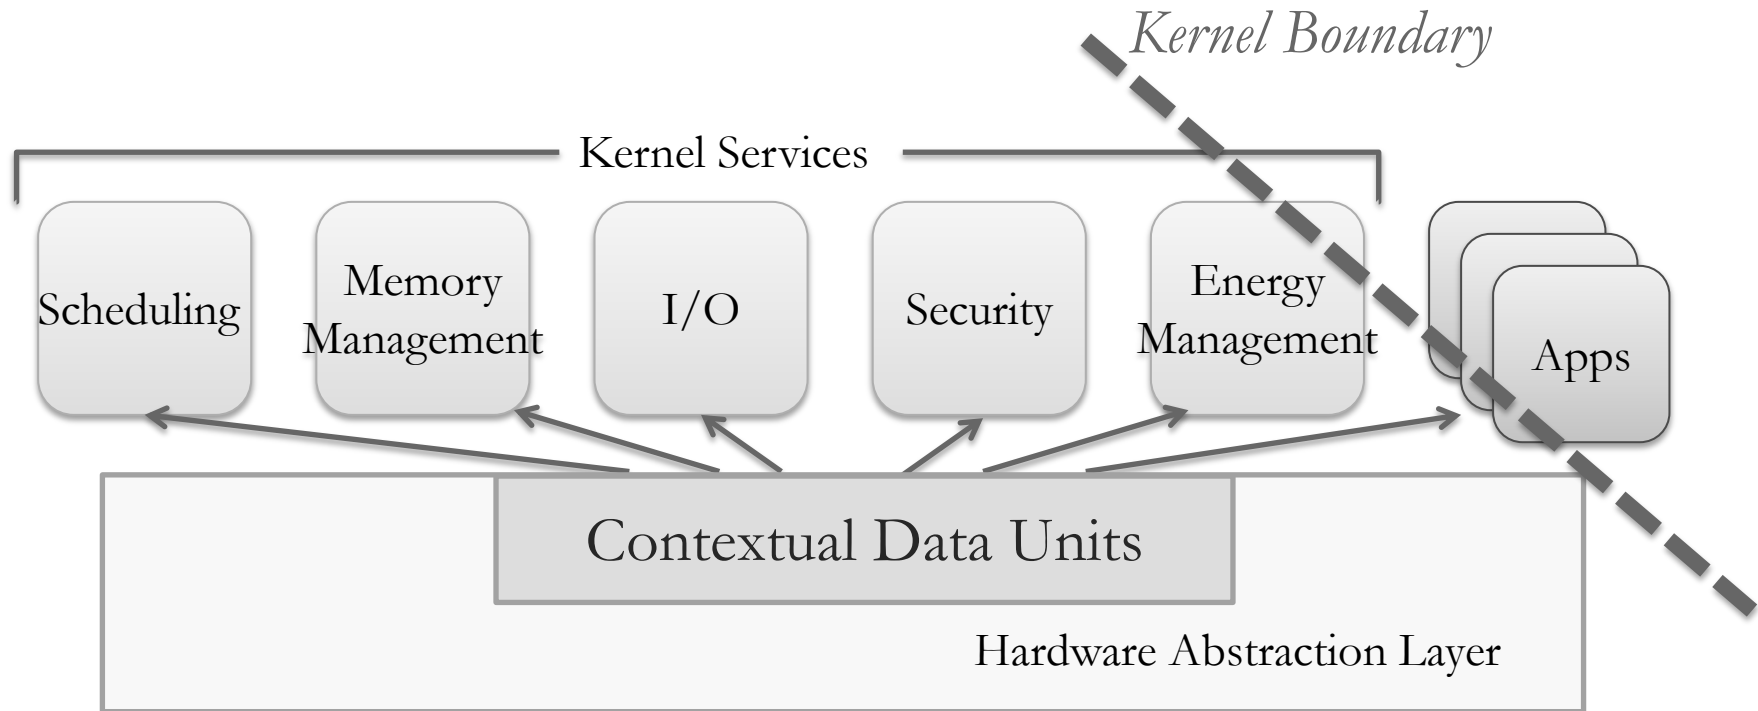 Kernel Boundary
Kernel Services
Scheduling
Memory
Management
I/O
Security
Energy
Management
Apps
Contextual Data Units
Hardware Abstraction Layer